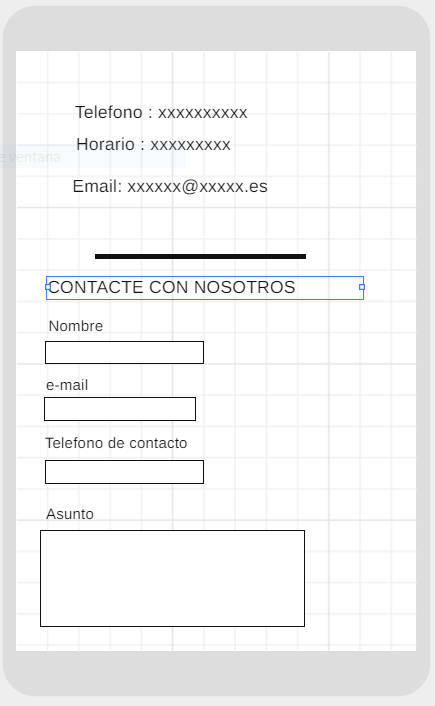 Telefono : xxxxxxxxxx
Horario : xxxxxxxxx
e ventana
Email: xxxxxx@xxxxx.es
CONTACTE CON NOSOTROS
Nombre
e-mail
Telefono de contacto
Asunto